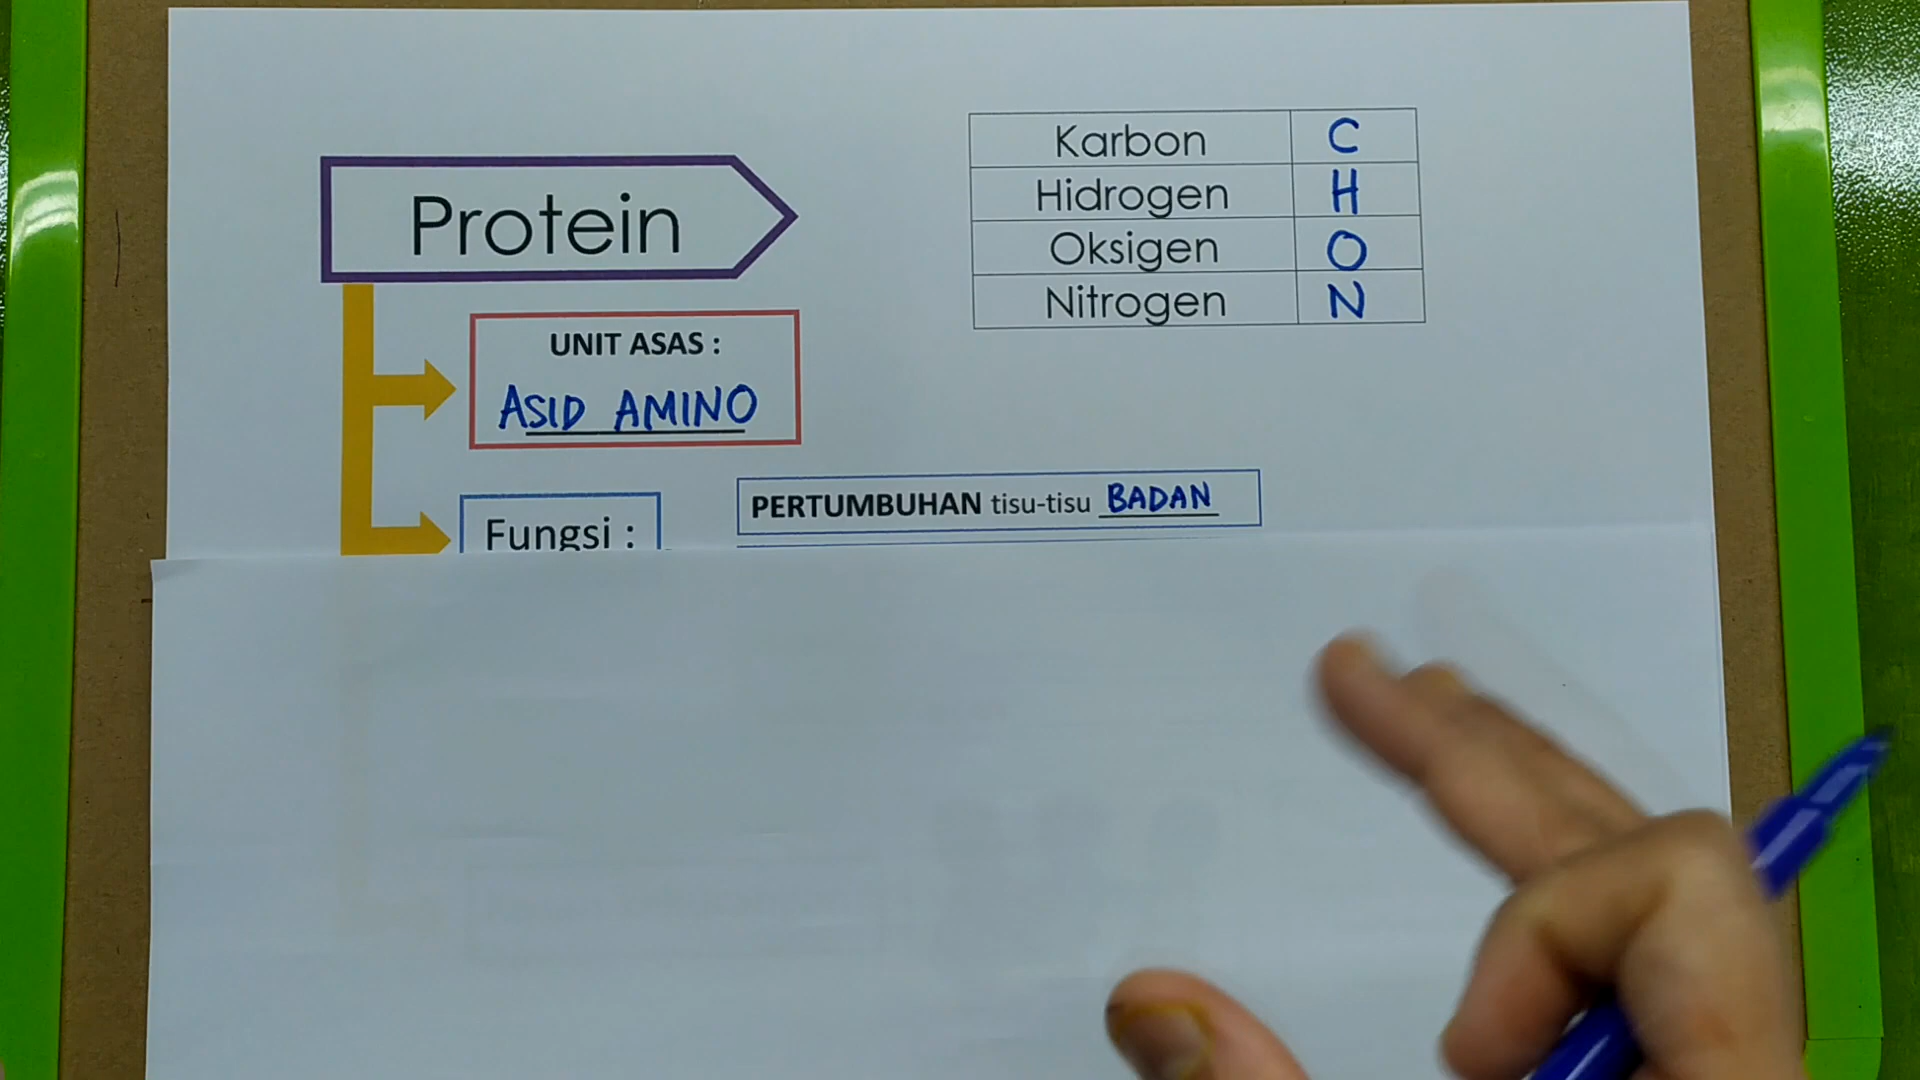 Protein
Karbon C
Hidrogen H
Oksigen O
Nitrogen N
UNIT ASAS :
ASID AMINO
Fungsi :
PERTUMBUHAN tisu-tisu BADAN